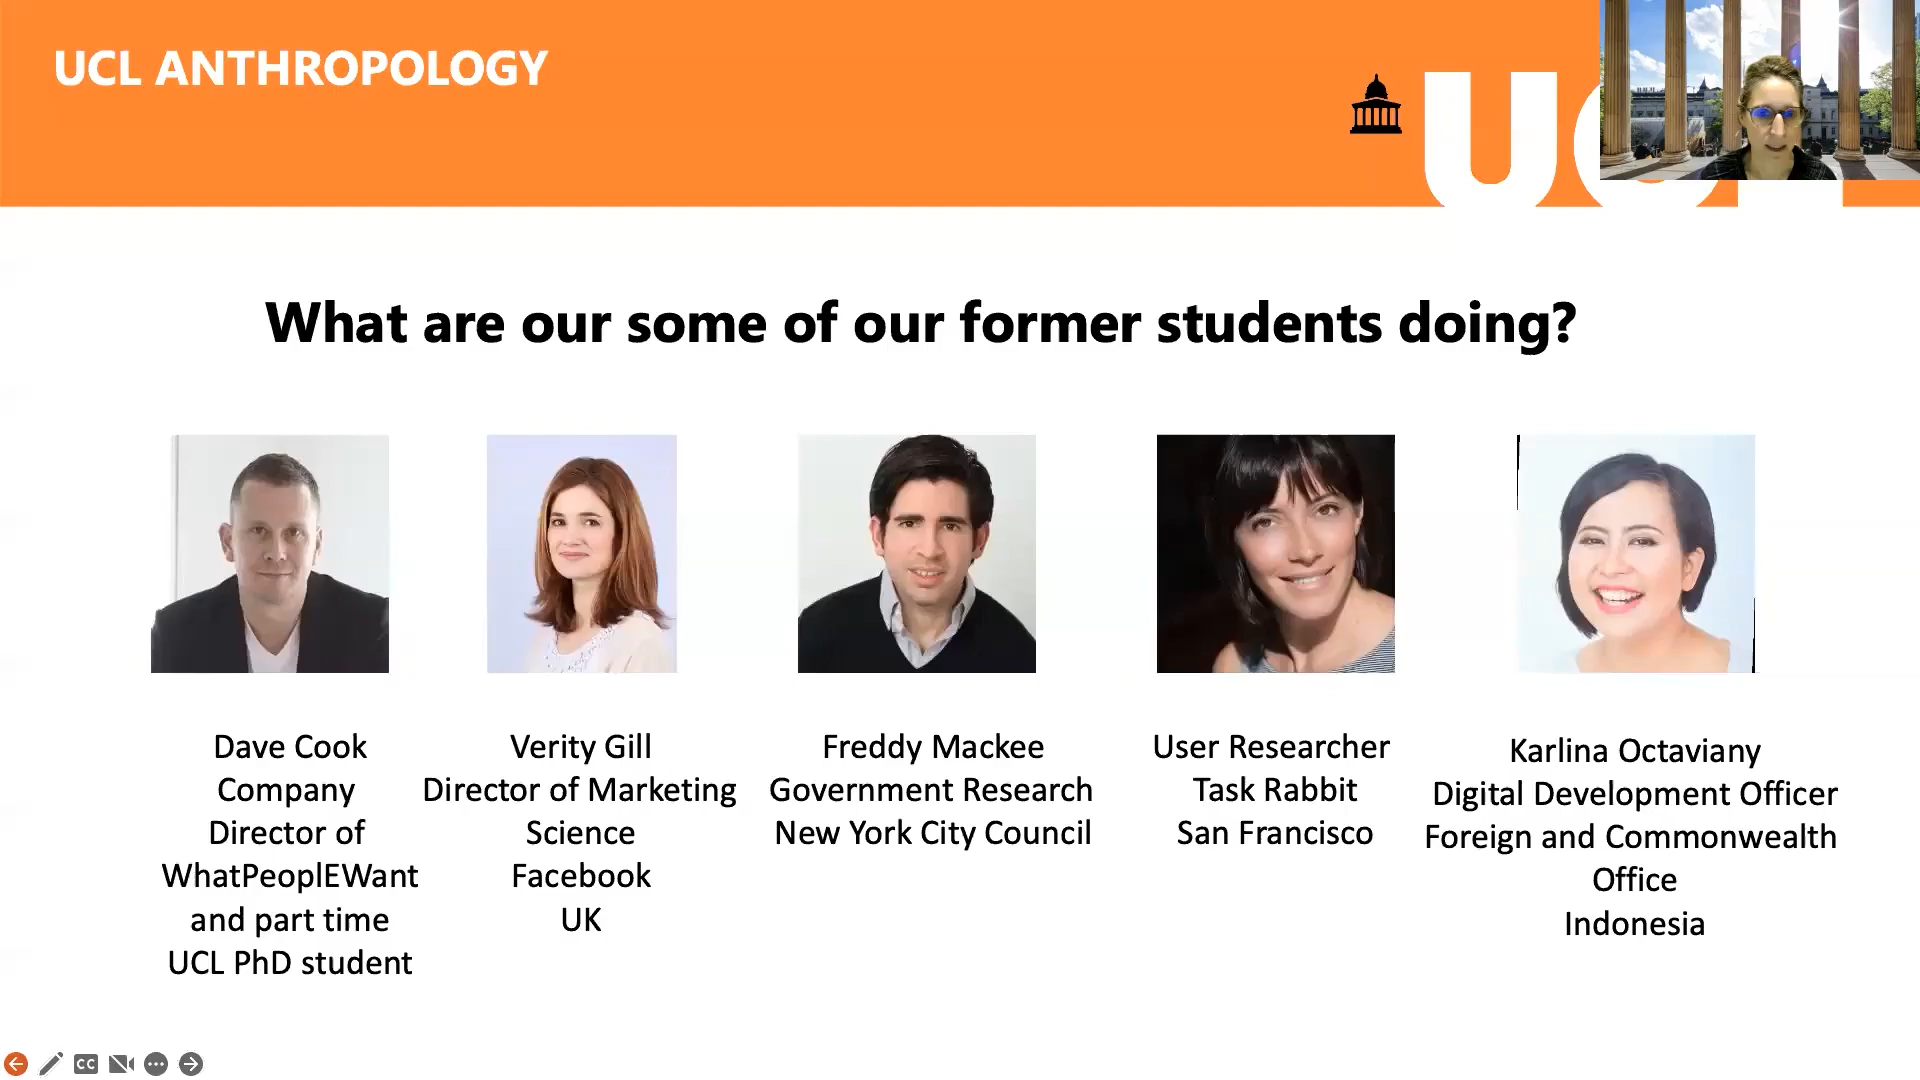 UCL ANTHROPOLOGY
UCL
What are our some of our former students doing?
Dave Cook
Company
Director of
WhatPeoplEWant
and part time
UCL PhD student
Verity Gill
Director of Marketing
Science
Facebook
UK
Freddy Mackee
Government Research
New York City Council
User Researcher
Task Rabbit
San Francisco
Karlina Octaviany
Digital Development Officer
Foreign and Commonwealth
Office
Indonesia
CC